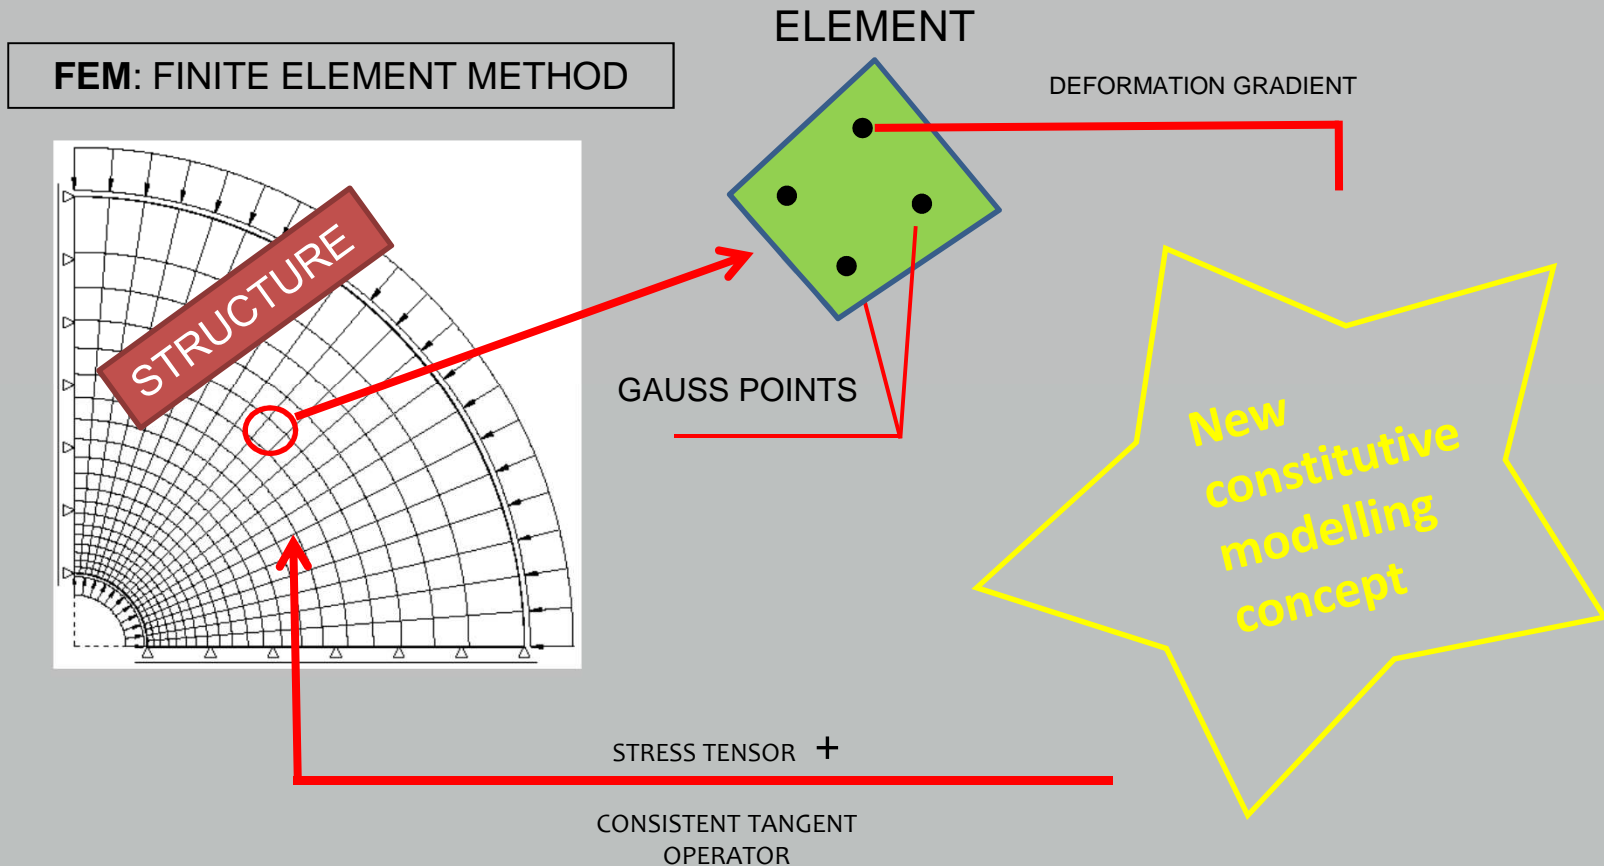 ELEMENT
FEM: FINITE ELEMENT METHOD
DEFORMATION GRADIENT
STRUCTURE
GAUSS POINTS
New
constitutive
modelling
concept
STRESS TENSOR +
CONSISTENT TANGENT
OPERATOR